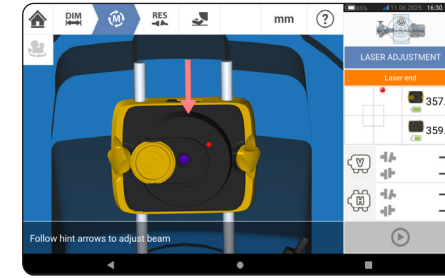 DIM
(M)
RES
mm
?
85%
11.06.2025 16:30
LASER ADJUSTMENT
Laser end
357.
359.
V
H
Follow hint arrows to adjust beam